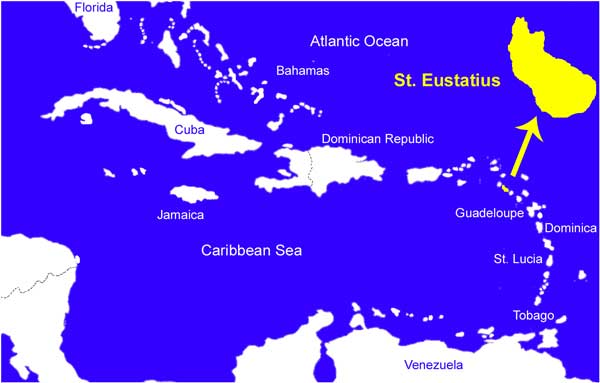 Florida
Atlantic Ocean
Bahamas
St. Eustatius
Cuba
Dominican Republic
Jamaica
Guadeloupe
Dominica
Caribbean Sea
St. Lucia
Tobago
Venezuela